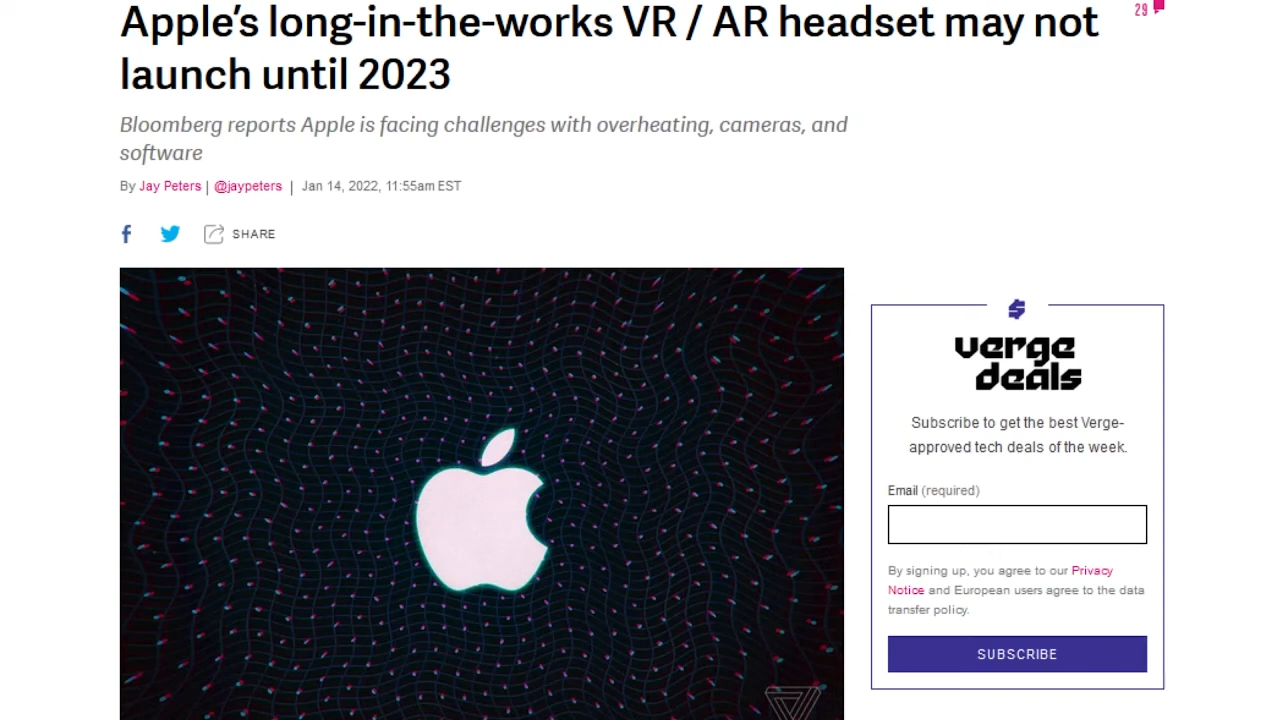 Apple's long-in-the-works VR / AR headset may not
launch until 2023
29
Bloomberg reports Apple is facing challenges with overheating, cameras, and
software
By Jay Peters | @jaypeters | Jan 14, 2022, 11:55am EST
SHARE
verge
deals
Subscribe to get the best Verge-
approved tech deals of the week.
Email (required)
By signing up, you agree to our Privacy
Notice and European users agree to the data
transfer policy.
SUBSCRIBE